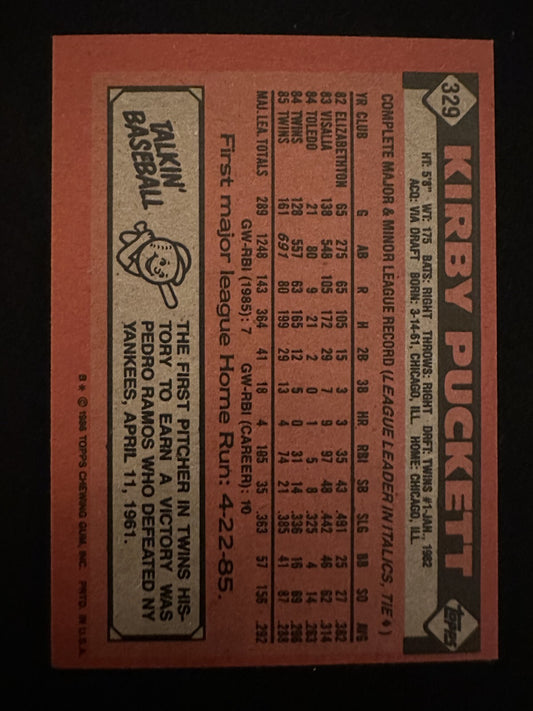 329
KIRBY PUCKETT
topps
HT: 5'8" WT: 175 BATS: RIGHT THROWS: RIGHT DRFT: TWINS #1-JAN., 1982
ACQ: VIA DRAFT BORN: 3-14-61, CHICAGO, ILL. HOME: CHICAGO, ILL
COMPLETE MAJOR & MINOR LEAGUE RECORD (LEAGUE LEADER IN ITALICS, TIE ♦)
YR CLUB G AB R H 2B 3B HR RBI SB SLG BB SO AVG
82 ELIZABETHTON 65 275 65 105 15 3 3 35 43 .491 25 27 .382
83 VISALIA 138 548 105 172 29 7 9 97 48 .442 46 62 .314
84 TOLEDO 21 80 9 21 2 0 1 5 8 .325 4 14 .263
84 TWINS 128 557 63 165 12 5 0 31 14 .336 16 69 .296
85 TWINS 161 691 80 199 29 13 4 74 21 .385 41 87 .288
MAJ. LEA. TOTALS 289 1248 143 364 41 18 4 105 35 .363 57 156 .292
GW-RBI (1985): 7 GW-RBI (CAREER): 10
First major league Home Run: 4-22-85.
TALKIN'
BASEBALL
THE FIRST PITCHER IN TWINS HIS-
TORY TO EARN A VICTORY WAS
PEDRO RAMOS WHO DEFEATED NY
YANKEES, APRIL 11, 1961.
B * © 1986 TOPPS CHEWING GUM, INC. PRTD. IN U.S.A.